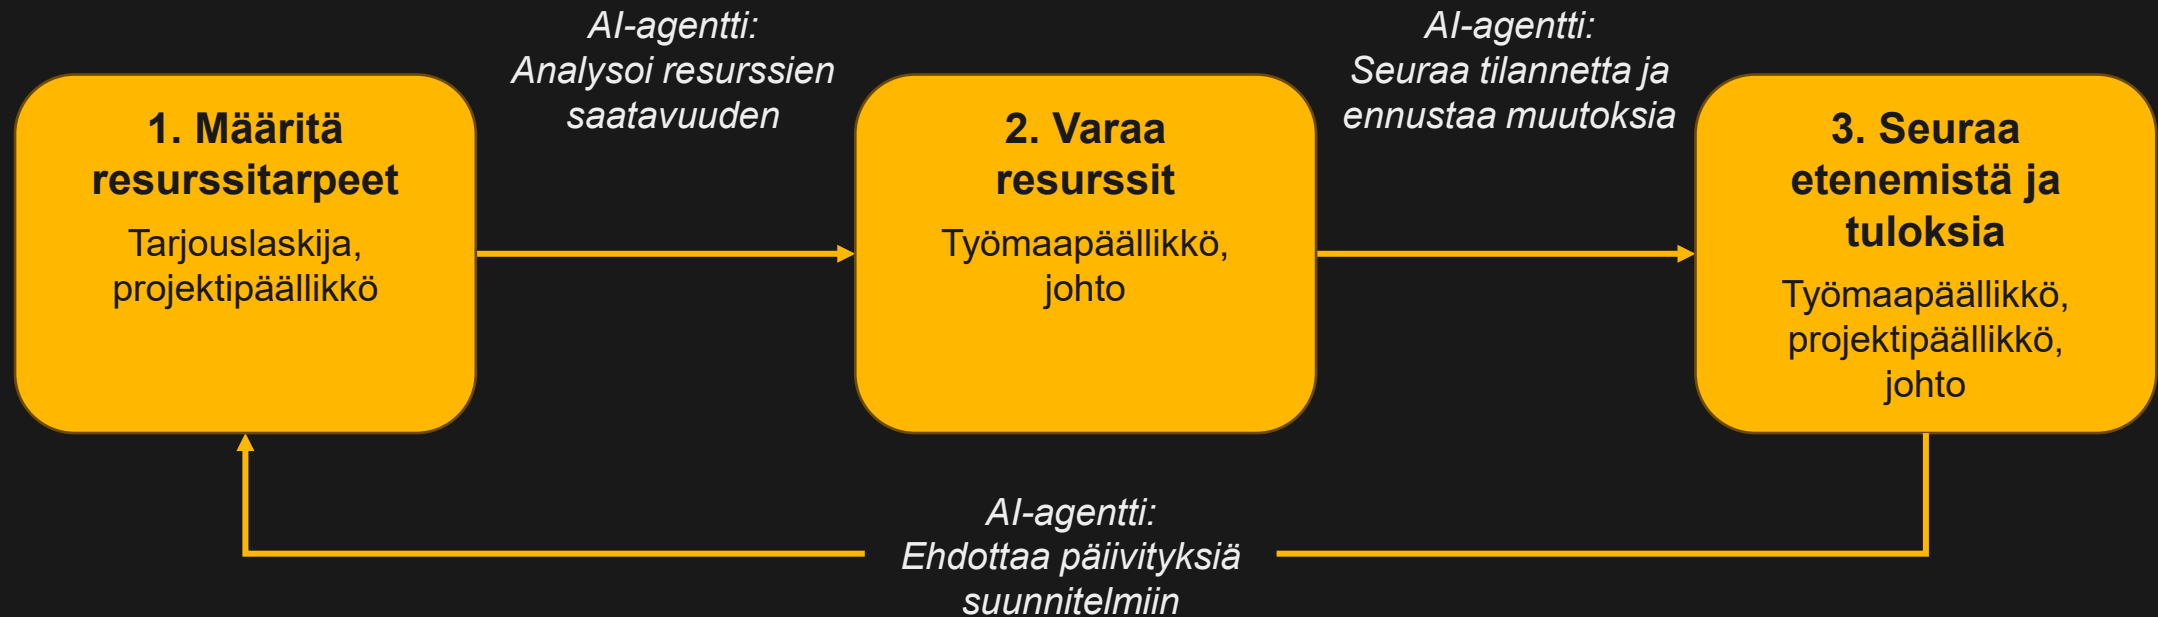 AI-agentti:
Analysoi resurssien
saatavuuden
AI-agentti:
Seuraa tilannetta ja
ennustaa muutoksia
1. Määritä
resurssitarpeet
Tarjouslaskija,
projektipäällikkö
2. Varaa
resurssit
Työmaapäällikkö,
johto
3. Seuraa
etenemistä ja
tuloksia
Työmaapäällikkö,
projektipäällikkö,
johto
AI-agentti:
Ehdottaa päivityksiä
suunnitelmiin